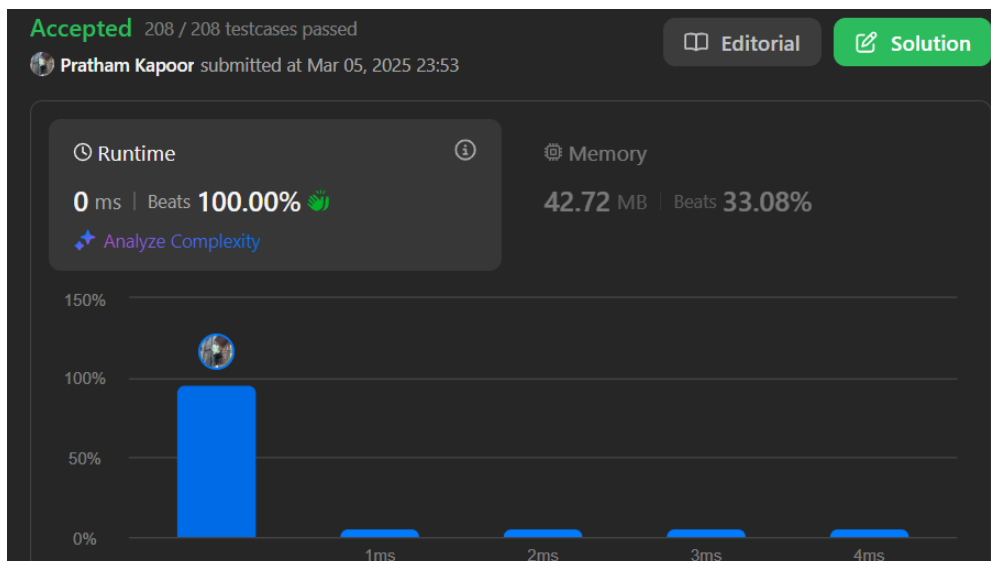 Accepted 208 / 208 testcases passed
Editorial
Solution
Pratham Kapoor submitted at Mar 05, 2025 23:53
Runtime
0 ms | Beats 100.00%
Analyze Complexity
Memory
42.72 MB | Beats 33.08%
150%
100%
50%
0%
1ms 2ms 3ms 4ms